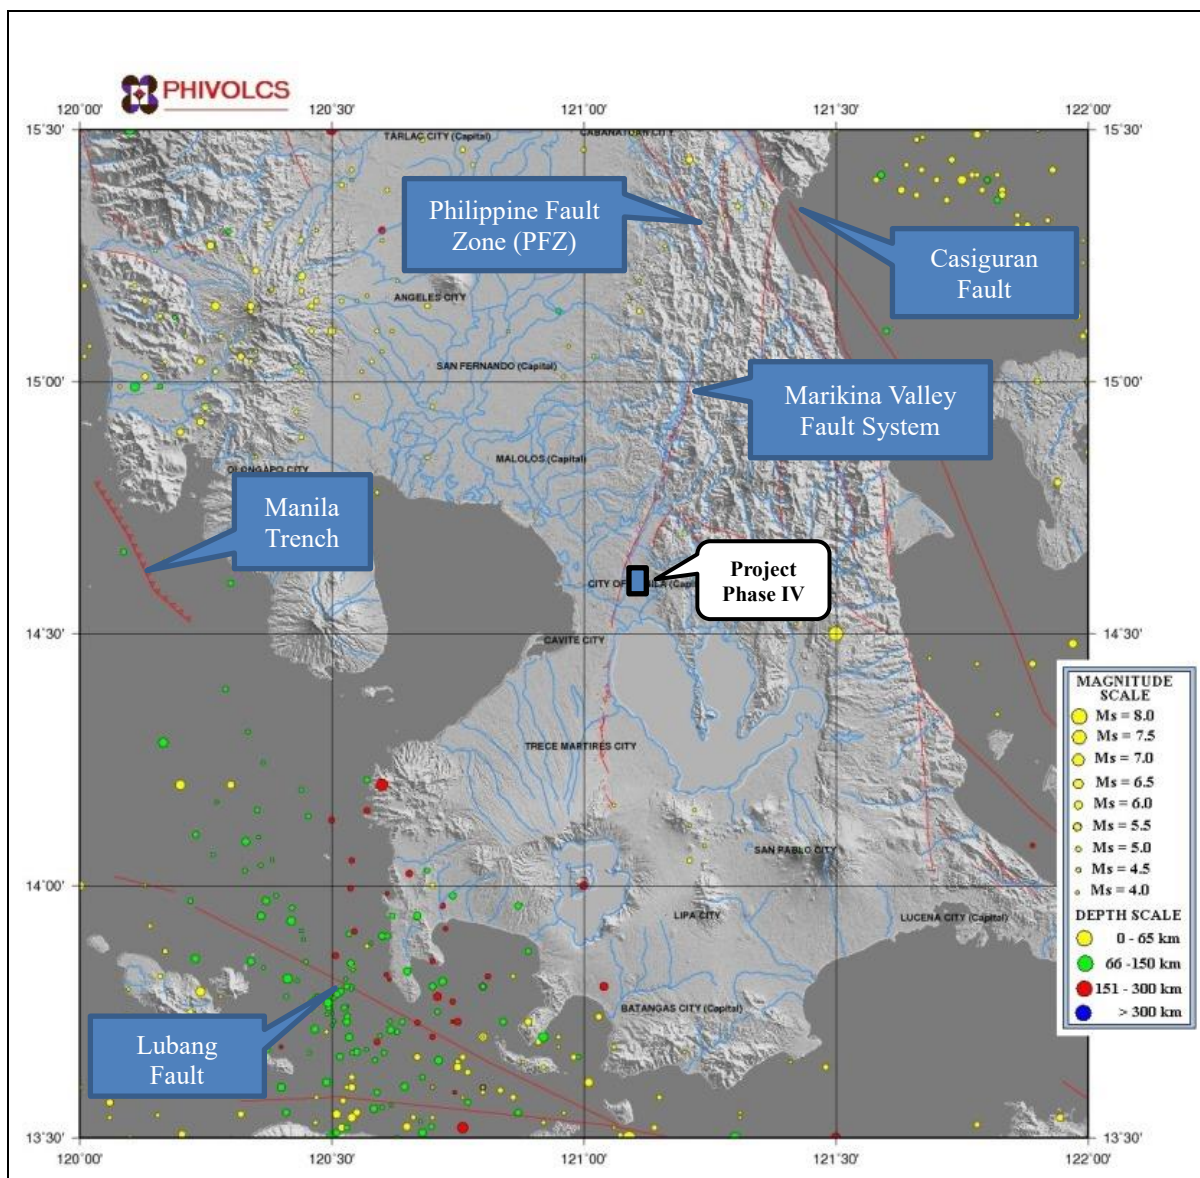 PHIVOLCS
120°00'
120°30'
121°00'
121°30'
122°00'
15°30'
15°30'
TARLAC CITY (Capital)
CABANATUAN CITY
Philippine Fault
Zone (PFZ)
Casiguran
Fault
ANGELES CITY
SAN FERNANDO (Capital)
15°00'
15°00'
Marikina Valley
Fault System
MALOLOS (Capital)
OLONGAPO CITY
Manila
Trench
Project
Phase IV
14°30'
14°30'
CAVITE CITY
TRECE MARTIRES CITY
SAN PABLO CITY
14°00'
14°00'
LIPA CITY
LUCENA CITY (Capital)
BATANGAS CITY (Capital)
Lubang
Fault
MAGNITUDE
SCALE
Ms = 8.0
Ms = 7.5
Ms = 7.0
Ms = 6.5
Ms = 6.0
Ms = 5.5
Ms = 5.0
Ms = 4.5
Ms = 4.0
DEPTH SCALE
0 - 65 km
66 -150 km
151 - 300 km
> 300 km
13°30'
13°30'
120°00'
120°30'
121°00'
121°30'
122°00'